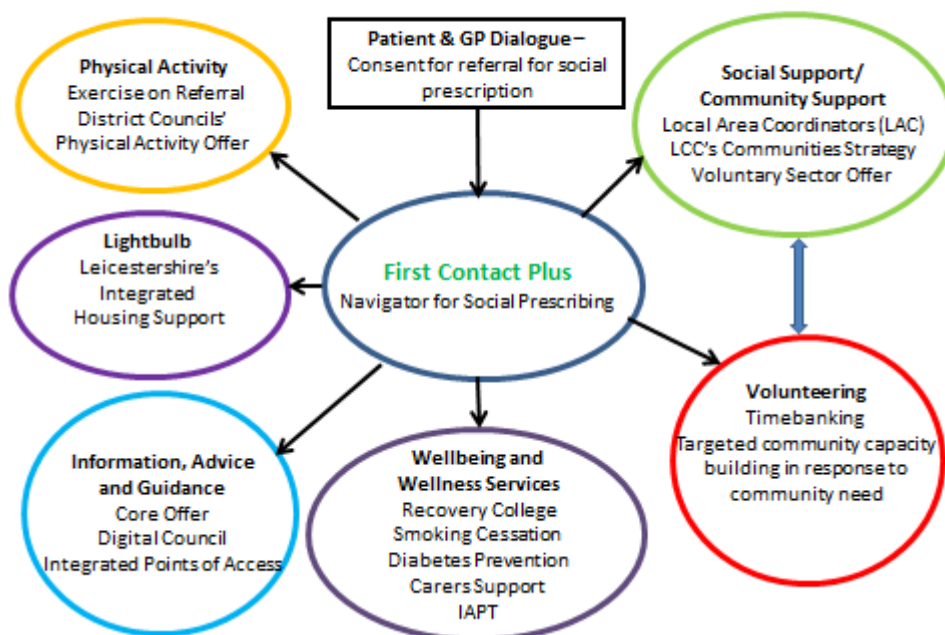 Patient & GP Dialogue–
Consent for referral for social
prescription
Physical Activity
Exercise on Referral
District Councils'
Physical Activity Offer
Social Support/
Community Support
Local Area Coordinators (LAC)
LCC's Communities Strategy
Voluntary Sector Offer
Lightbulb
Leicestershire's
Integrated
Housing Support
First Contact Plus
Navigator for Social Prescribing
Volunteering
Timebanking
Targeted community capacity
building in response to
community need
Information, Advice
and Guidance
Core Offer
Digital Council
Integrated Points of Access
Wellbeing and
Wellness Services
Recovery College
Smoking Cessation
Diabetes Prevention
Carers Support
IAPT